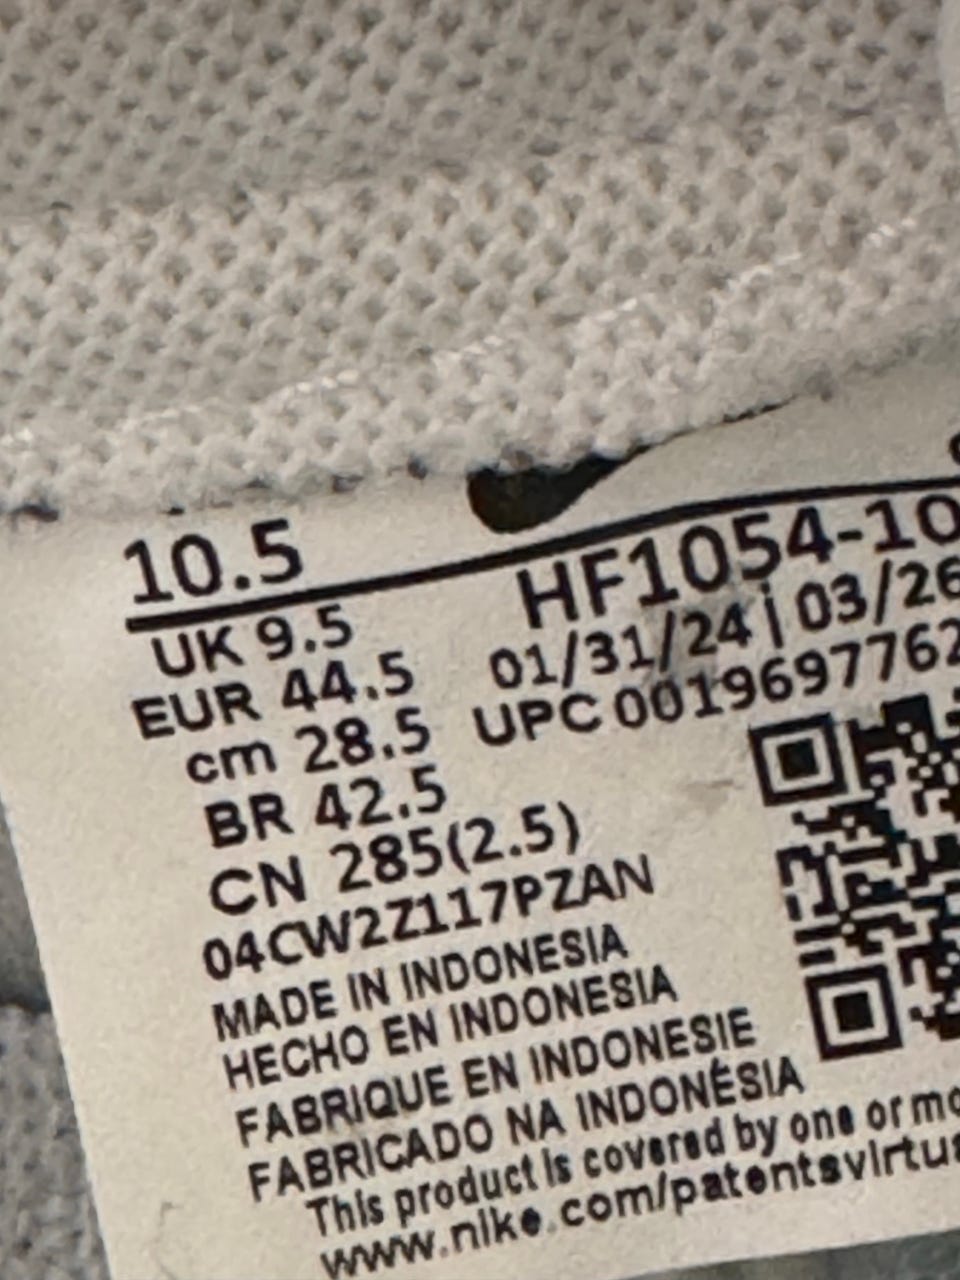 10.5
HF1054-10
UK 9.5
01/31/24 | 03/26
EUR 44.5
UPC 0019697762
cm 28.5
BR 42.5
CN 285(2.5)
04CW2Z117PZAN
MADE IN INDONESIA
HECHO EN INDONESIA
FABRIQUE EN INDONESIE
FABRICADO NA INDONÉSIA
This product is covered by one or mo
www.nike.com/patentsvirtua